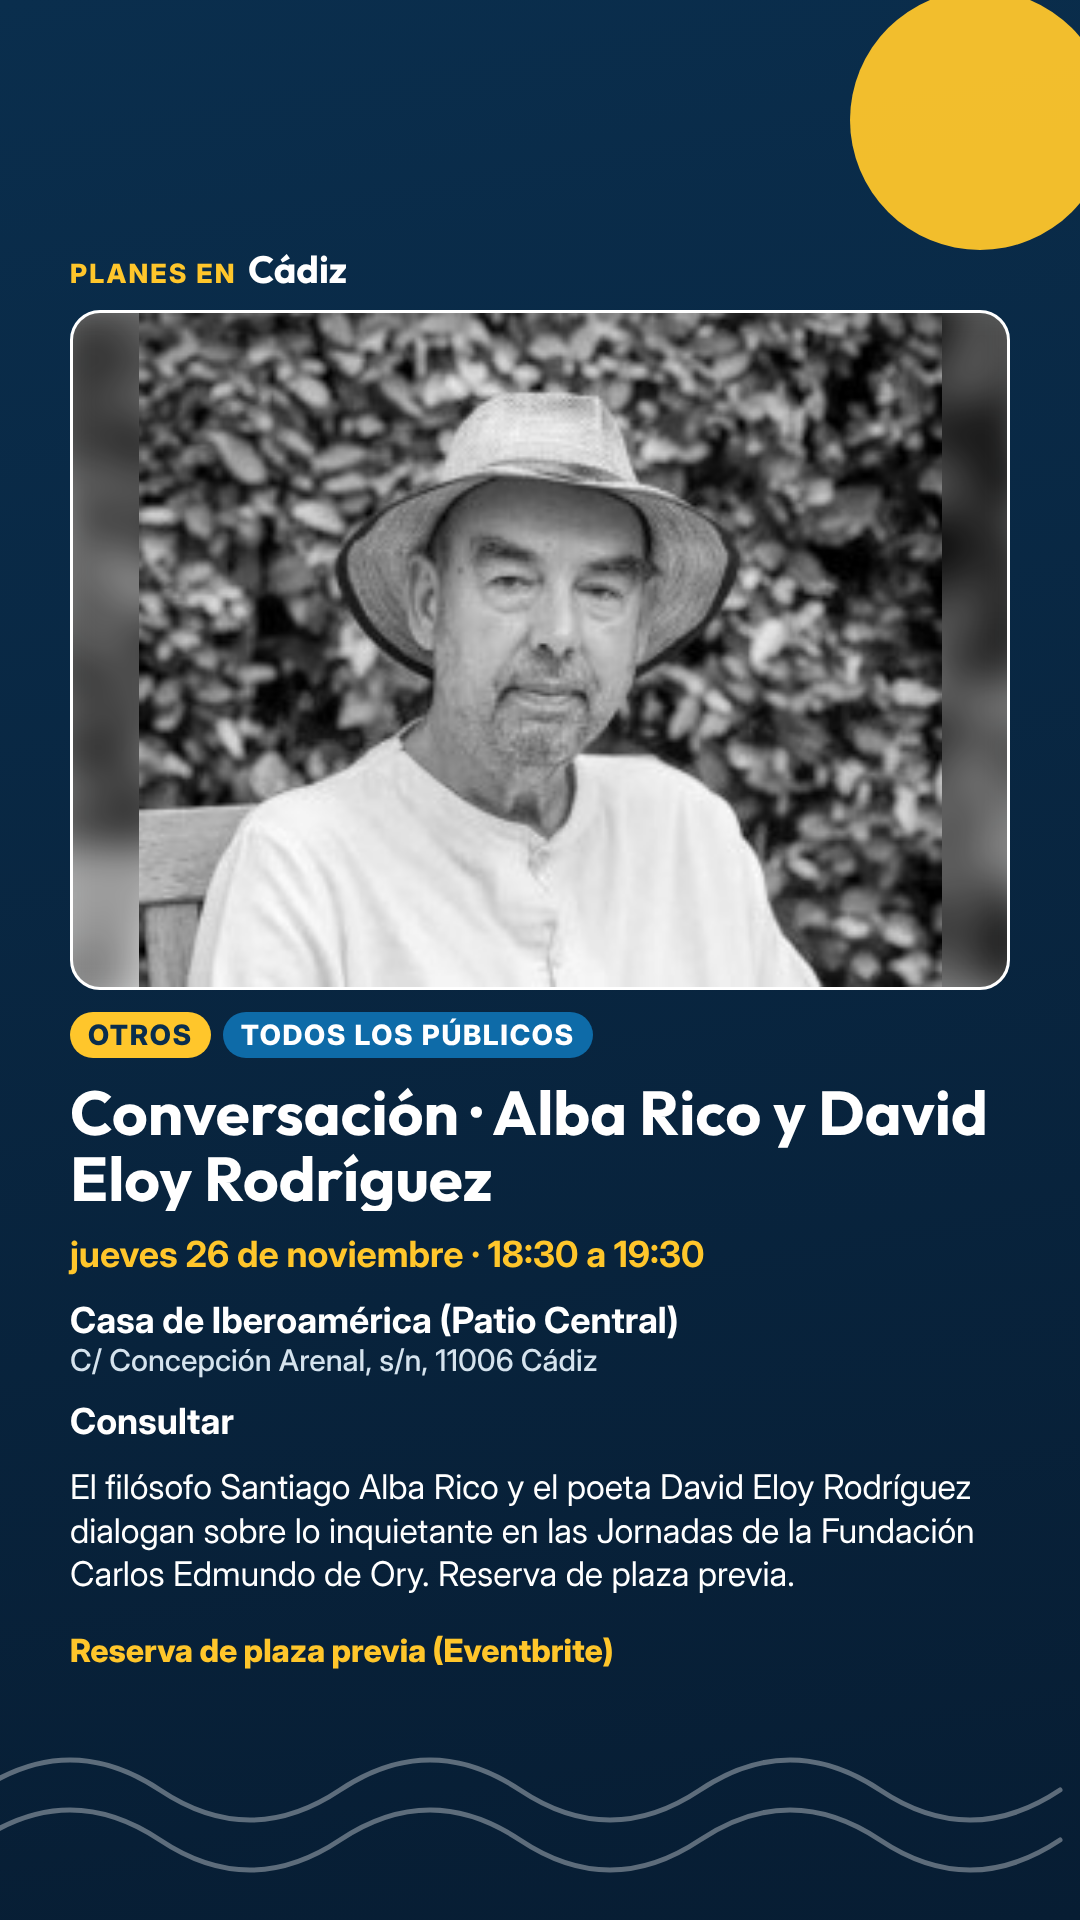 PLANES EN Cádiz
OTROS TODOS LOS PÚBLICOS
Conversación · Alba Rico y David
Eloy Rodríguez
jueves 26 de noviembre · 18:30 a 19:30
Casa de Iberoamérica (Patio Central)
C/ Concepción Arenal, s/n, 11006 Cádiz
Consultar
El filósofo Santiago Alba Rico y el poeta David Eloy Rodríguez
dialogan sobre lo inquietante en las Jornadas de la Fundación
Carlos Edmundo de Ory. Reserva de plaza previa.
Reserva de plaza previa (Eventbrite)